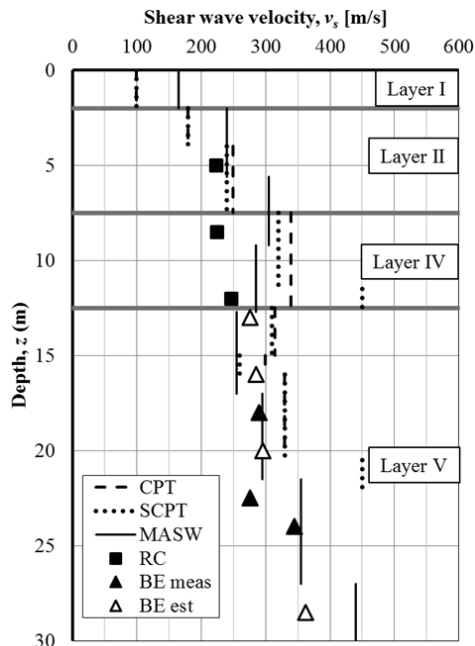 Shear wave velocity, vs [m/s]
0 100 200 300 400 500 600
0
5
10
15
20
25
30
Depth, z (m)
Layer I
Layer II
Layer IV
Layer V
CPT
SCPT
MASW
RC
BE meas
BE est